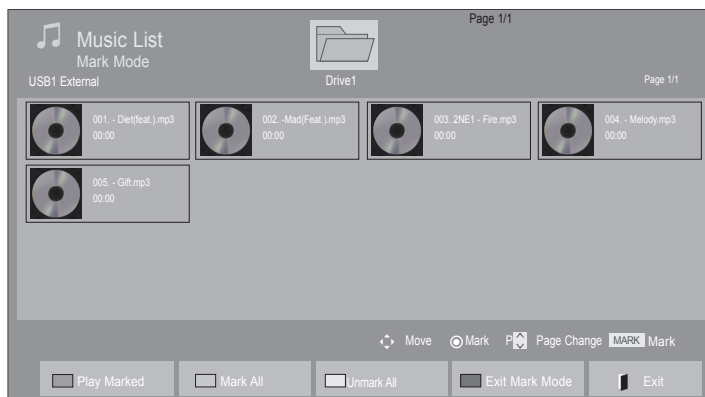 Page 1/1
Music List
Mark Mode
USB1 External
Drive1
Page 1/1
001. - Diet(feat.).mp3
00:00
002. -Mad(Feat.).mp3
00:00
003. 2NE1 - Fire.mp3
00:00
004. - Melody.mp3
00:00
005. - Gift.mp3
00:00
Move Mark P Page Change MARK Mark
Play Marked Mark All Unmark All Exit Mark Mode Exit